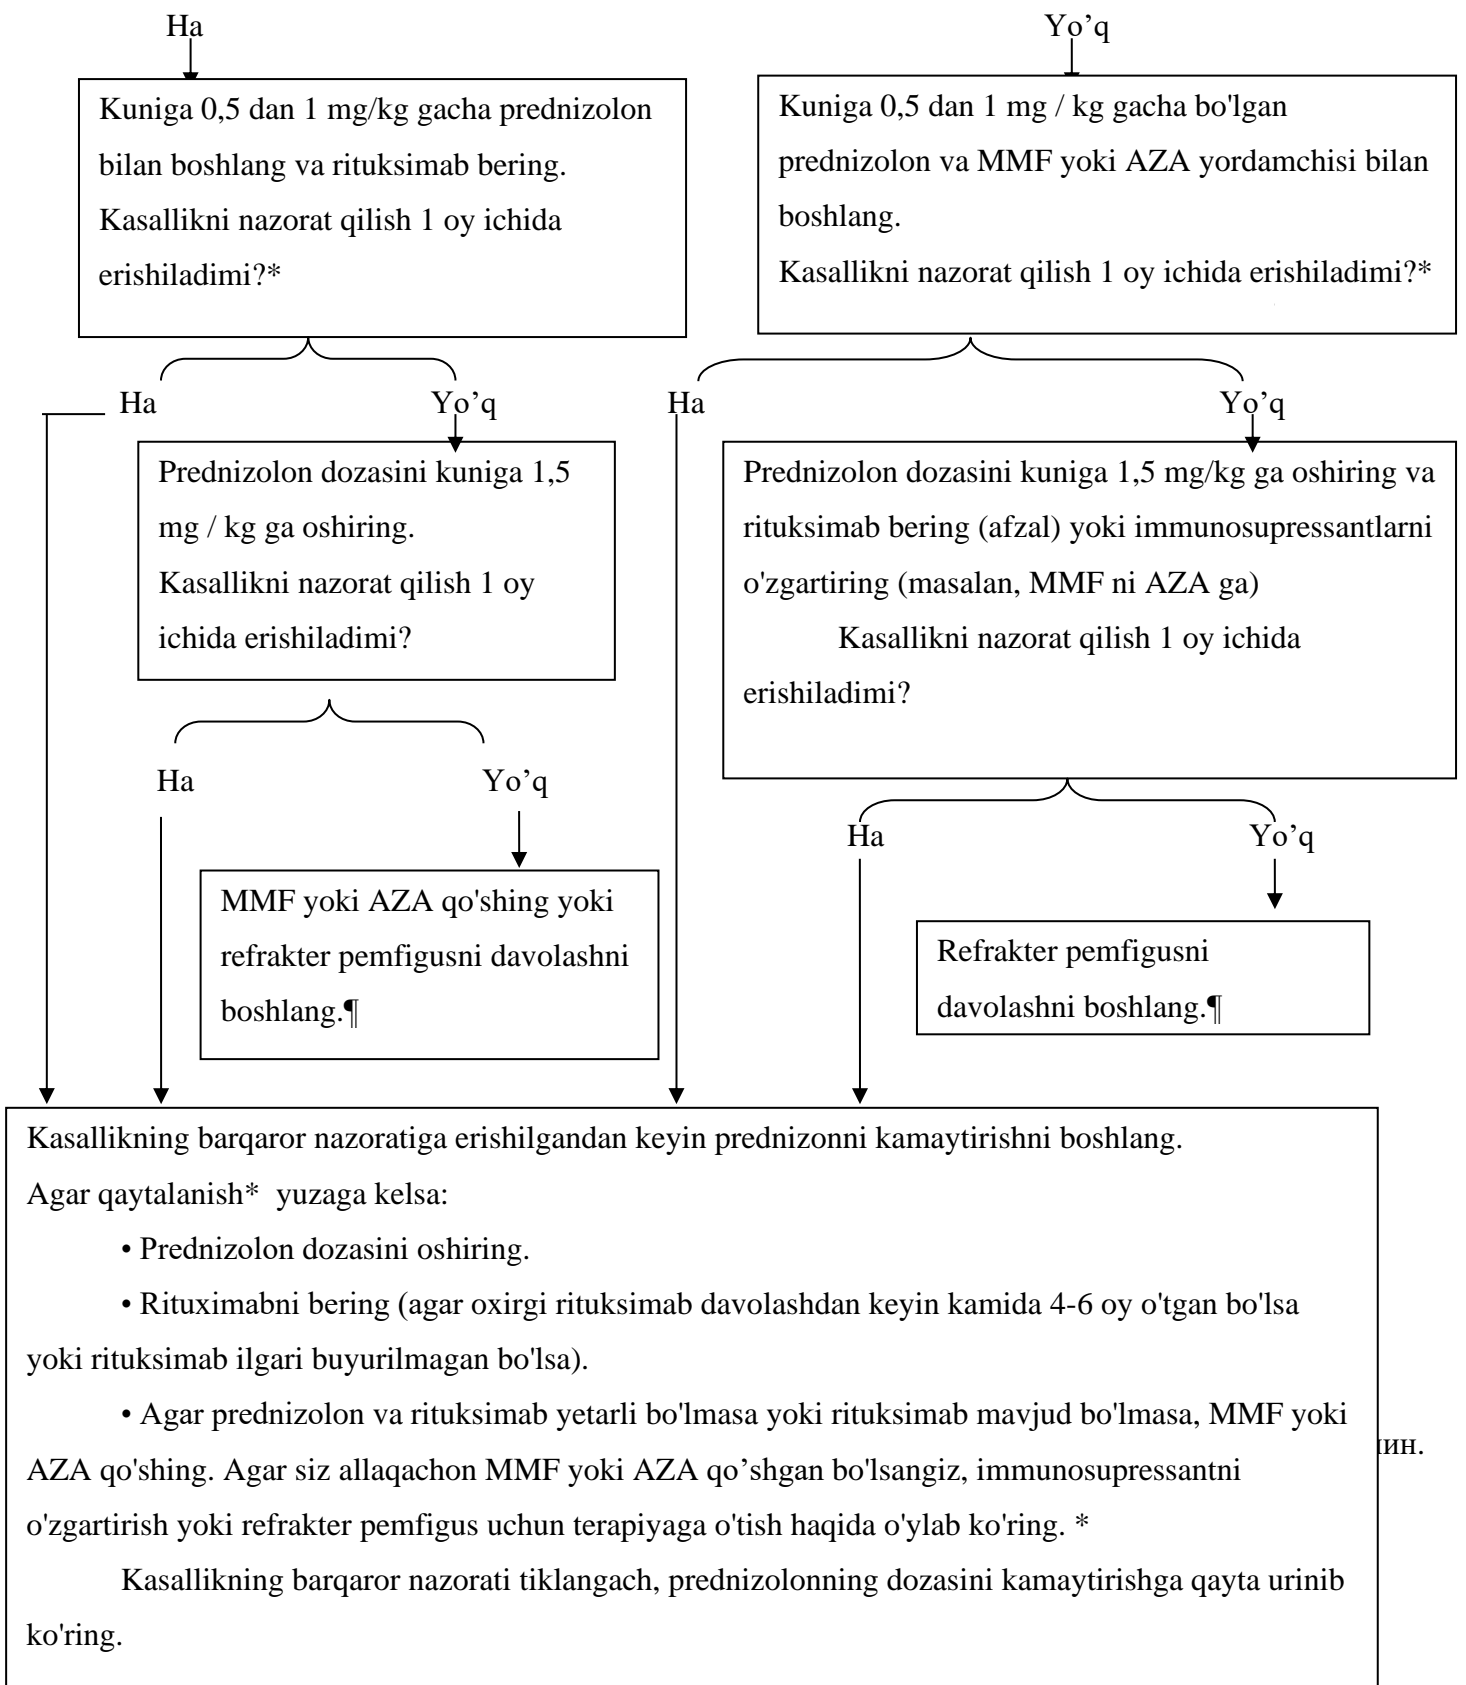 Ha
Yo’q
Kuniga 0,5 dan 1 mg/kg gacha prednizolon
bilan boshlang va rituksimab bering.
Kasallikni nazorat qilish 1 oy ichida
erishiladimi?*
Kuniga 0,5 dan 1 mg / kg gacha bo'lgan
prednizolon va MMF yoki AZA yordamchisi bilan
boshlang.
Kasallikni nazorat qilish 1 oy ichida erishiladimi?*
Ha
Yo’q
Ha
Yo’q
Prednizolon dozasini kuniga 1,5
mg / kg ga oshiring.
Kasallikni nazorat qilish 1 oy
ichida erishiladimi?
Prednizolon dozasini kuniga 1,5 mg/kg ga oshiring va
rituksimab bering (afzal) yoki immunosupressantlarni
o'zgartiring (masalan, MMF ni AZA ga)
Kasallikni nazorat qilish 1 oy ichida
erishiladimi?
Ha
Yo’q
Ha
Yo’q
MMF yoki AZA qo'shing yoki
refrakter pemfigusni davolashni
boshlang.¶
Refrakter pemfigusni
davolashni boshlang.¶
Kasallikning barqaror nazoratiga erishilgandan keyin prednizonni kamaytirishni boshlang.
Agar qaytalanish*  yuzaga kelsa:
• Prednizolon dozasini oshiring.
• Rituximabni bering (agar oxirgi rituksimab davolashdan keyin kamida 4-6 oy o'tgan bo'lsa
yoki rituksimab ilgari buyurilmagan bo'lsa).
• Agar prednizolon va rituksimab yetarli bo'lmasa yoki rituksimab mavjud bo'lmasa, MMF yoki
AZA qo'shing. Agar siz allaqachon MMF yoki AZA qo’shgan bo'lsangiz, immunosupressantni
o'zgartirish yoki refrakter pemfigus uchun terapiyaga o'tish haqida o'ylab ko'ring. *
Kasallikning barqaror nazorati tiklangach, prednizolonning dozasini kamaytirishga qayta urinib
ko'ring.